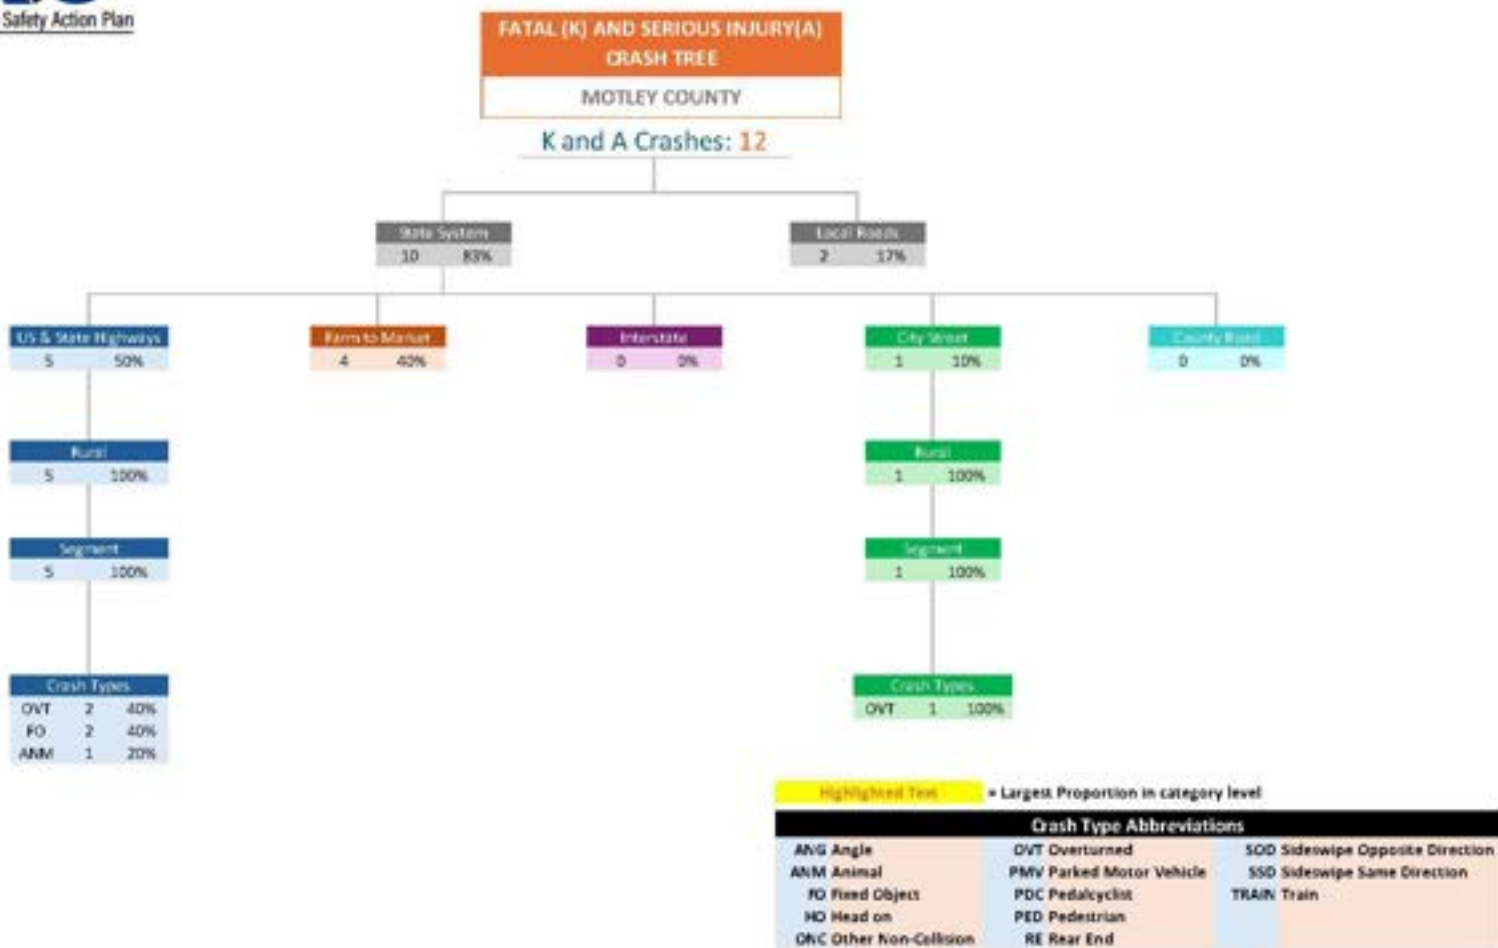 Safety Action Plan
FATAL (K) AND SERIOUS INJURY(A)
CRASH TREE
MOTLEY COUNTY
K and A Crashes: 12
State System
10 83%
Local Roads
2 17%
US & State Highways
5 50%
Farm to Market
4 40%
Interstate
0 0%
City Street
1 10%
County Road
0 0%
Rural
5 100%
Rural
1 100%
Segment
5 100%
Segment
1 100%
Crash Types
OVT 2 40%
FO 2 40%
ANM 1 20%
Crash Types
OVT 1 100%
Highlighted Text = Largest Proportion in category level
Crash Type Abbreviations
ANG Angle OVT Overturned SOD Sideswipe Opposite Direction
ANM Animal PMV Parked Motor Vehicle SSD Sideswipe Same Direction
FO Fixed Object PDC Pedalcyclist TRAIN Train
HO Head on PED Pedestrian
ONC Other Non-Collision RE Rear End